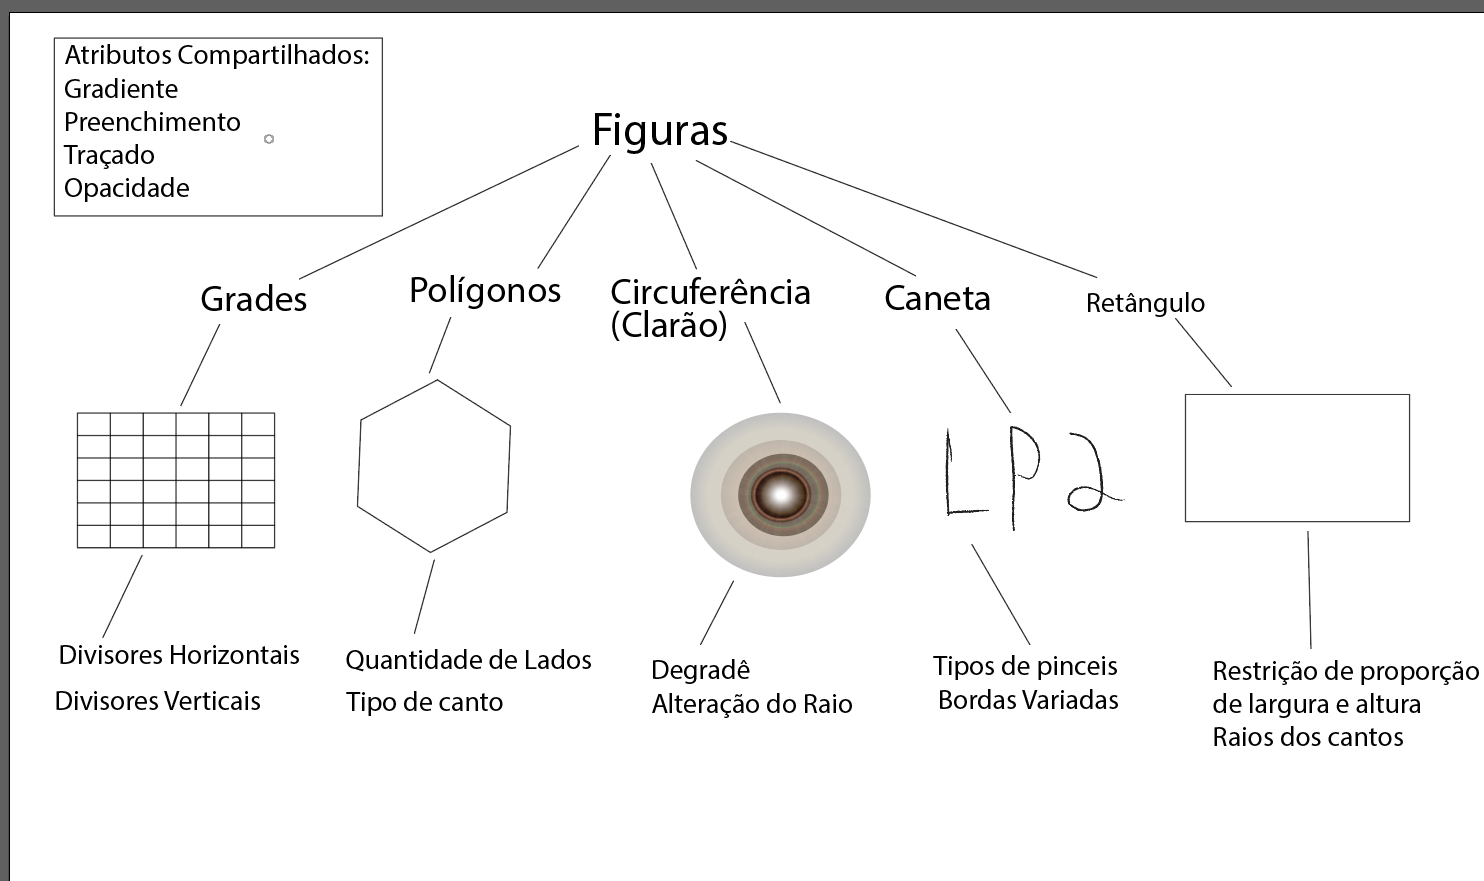 Atributos Compartilhados:
Gradiente
Preenchimento
Traçado
Opacidade
Figuras
Grades
Polígonos
Circuferência
(Clarão)
Caneta
Retângulo
LP2
Divisores Horizontais
Divisores Verticais
Quantidade de Lados
Tipo de canto
Degradê
Alteração do Raio
Tipos de pinceis
Bordas Variadas
Restrição de proporção
de largura e altura
Raios dos cantos